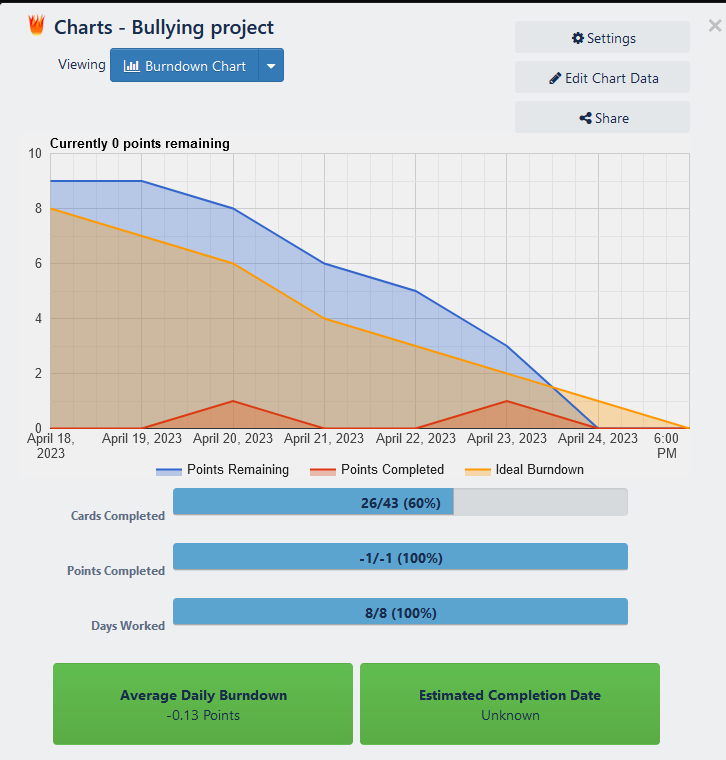 Charts - Bullying project
×
Viewing
Burndown Chart
Settings
Edit Chart Data
Share
Currently 0 points remaining
10
8
6
4
2
0
April 18,
2023
April 19, 2023
April 20, 2023
April 21, 2023
April 22, 2023
April 23, 2023
April 24, 2023
6:00
PM
Points Remaining
Points Completed
Ideal Burndown
Cards Completed
26/43 (60%)
Points Completed
-1/-1 (100%)
Days Worked
8/8 (100%)
Average Daily Burndown
-0.13 Points
Estimated Completion Date
Unknown